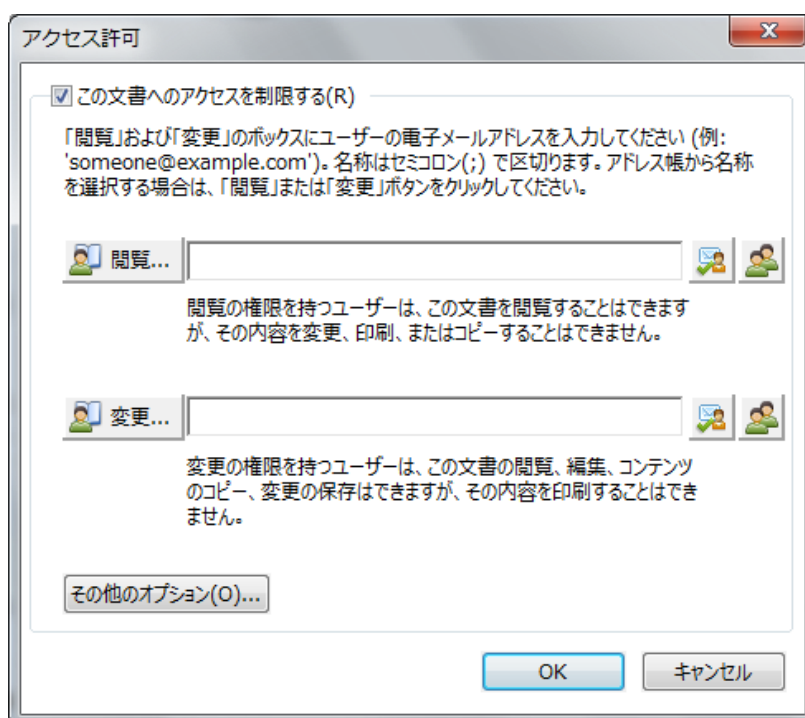 アクセス許可
この文書へのアクセスを制限する(R)
「閲覧」および「変更」のボックスにユーザーの電子メールアドレスを入力してください (例:
'someone@example.com')。名称はセミコロン(;) で区切ります。アドレス帳から名称
を選択する場合は、「閲覧」または「変更」ボタンをクリックしてください。
閲覧...
閲覧の権限を持つユーザーは、この文書を閲覧することはできます
が、その内容を変更、印刷、またはコピーすることはできません。
変更...
変更の権限を持つユーザーは、この文書の閲覧、編集、コンテンツ
のコピー、変更の保存はできますが、その内容を印刷することはでき
ません。
その他のオプション(O)...
OK
キャンセル